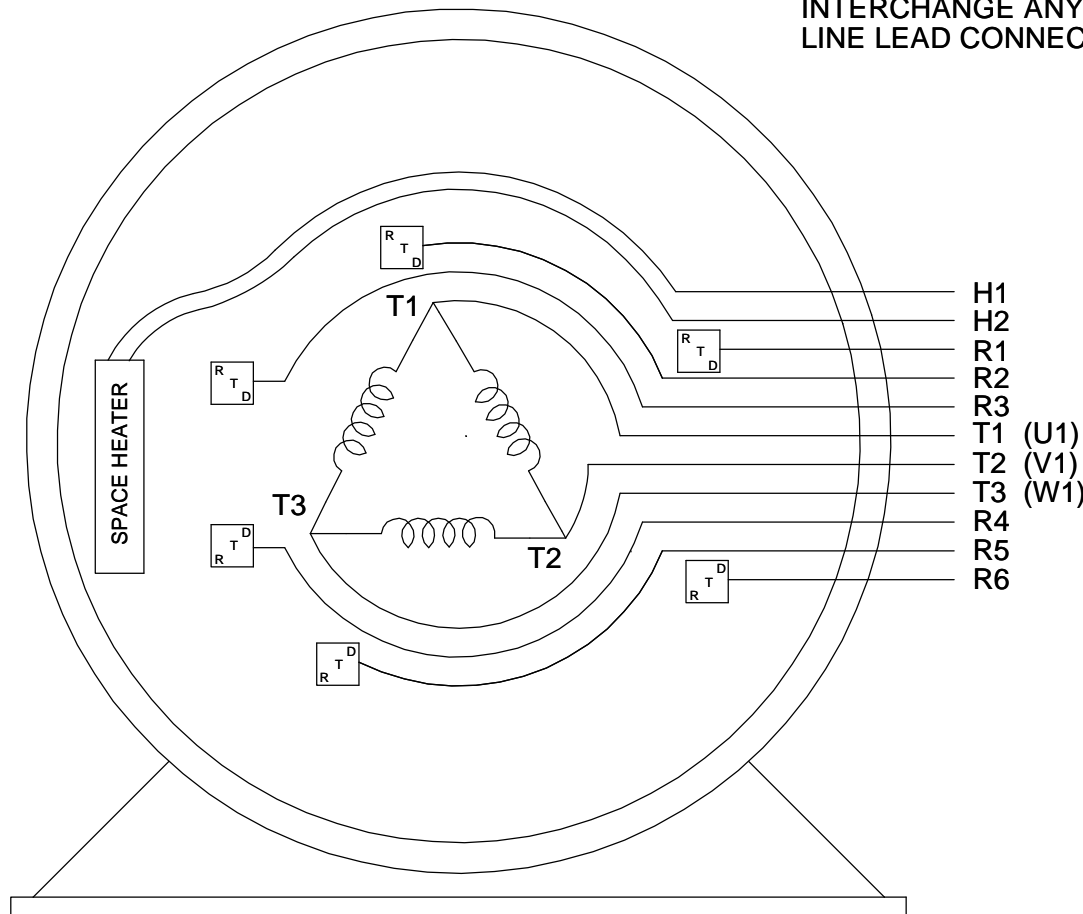 INTERCHANGE ANY
LINE LEAD
R T D
T1
H1
H2
R T D
R1
R T D
R2
R3
SPACE HEATER
T1 (U1)
T2 (V1)
T3 (W1)
T3
R T D
T2
R4
R5
R T D
R6
R T D